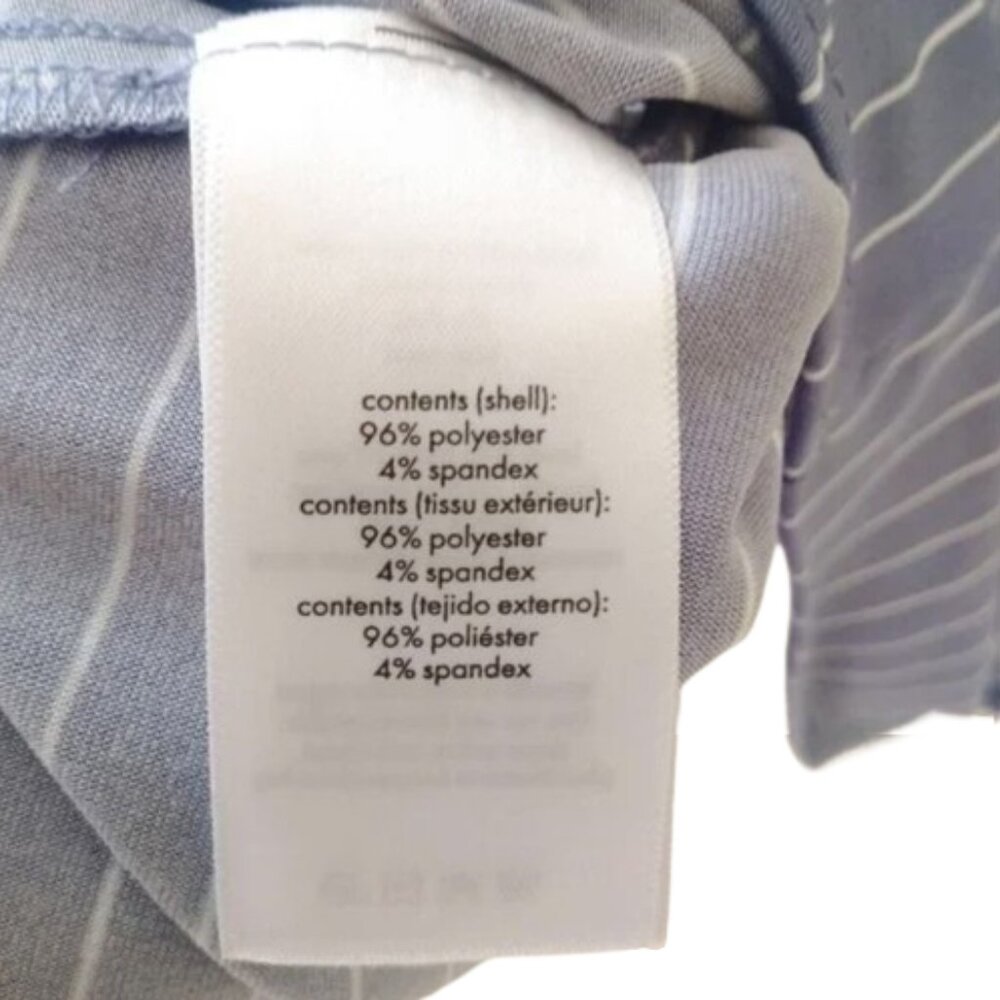 contents (shell):
96% polyester
4% spandex
contents (tissu extérieur):
96% polyester
4% spandex
contents (tejido externo):
96% poliéster
4% spandex